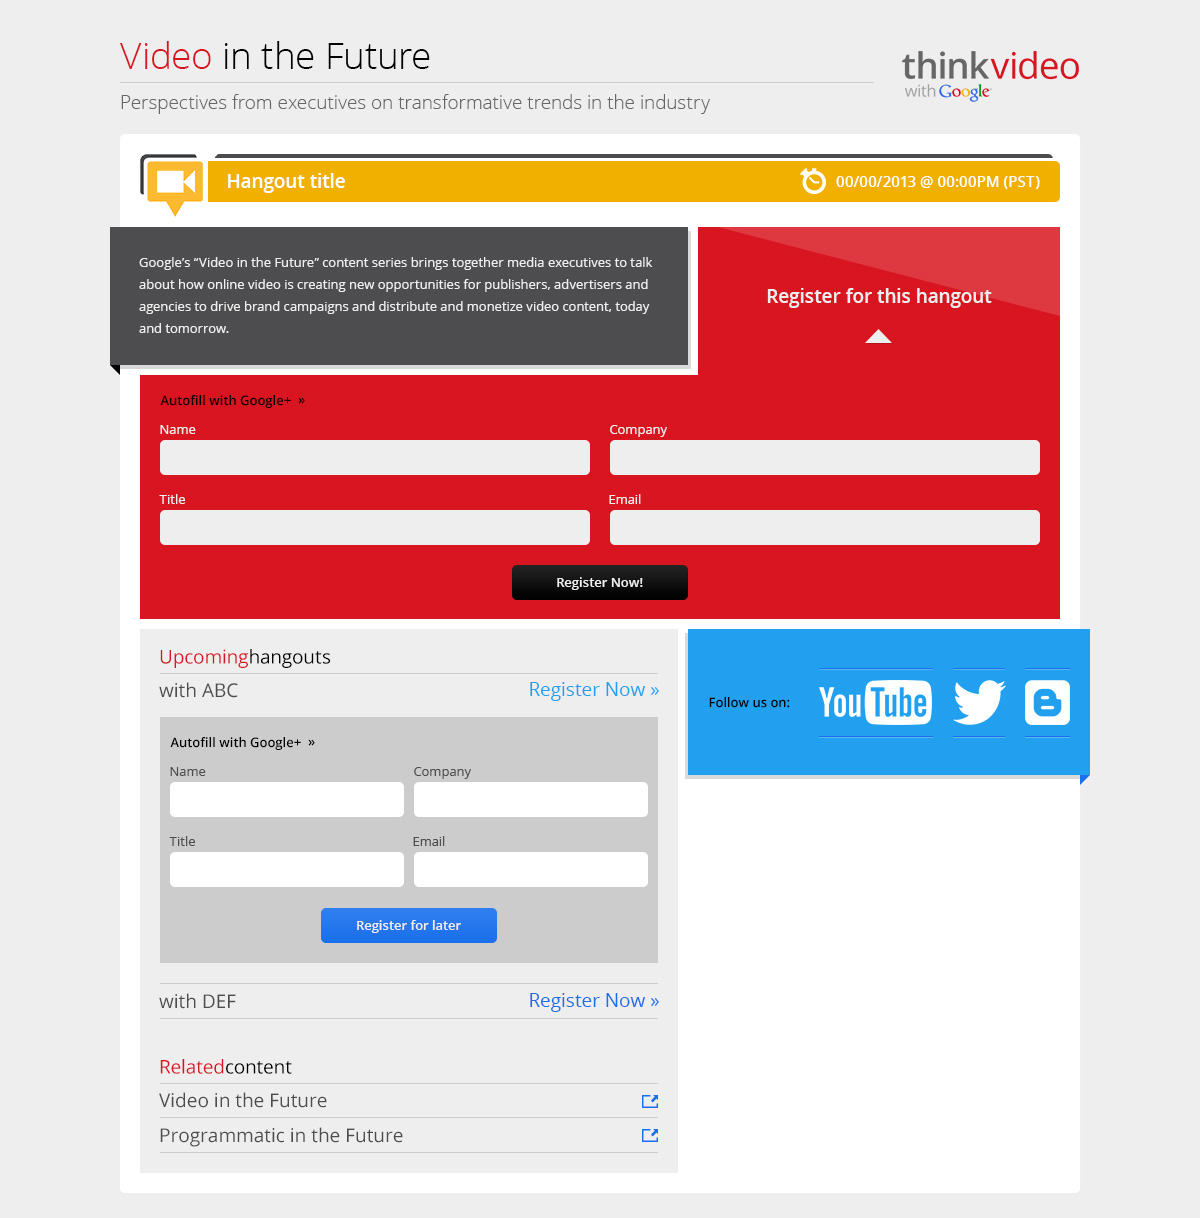 Video in the Future
Perspectives from executives on transformative trends in the industry
thinkvideo
with Google
Hangout title
00/00/2013 @ 00:00PM (PST)
Google's “Video in the Future” content series brings together media executives to talk
about how online video is creating new opportunities for publishers, advertisers and
agencies to drive brand campaigns and distribute and monetize video content, today
and tomorrow.
Register for this hangout
Autofill with Google+ »
Name
Company
Title
Email
Register Now!
Upcominghangouts
with ABC
Register Now »
Autofill with Google+ »
Name
Company
Title
Email
Register for later
with DEF
Register Now »
Relatedcontent
Video in the Future
Programmatic in the Future
Follow us on:
YouTube